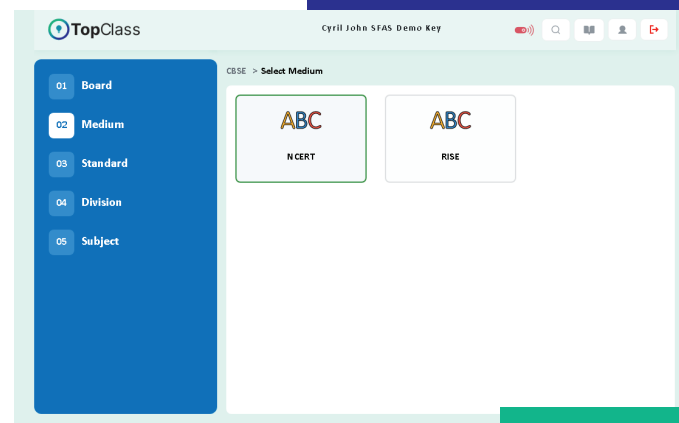 TopClass
Cyril John SFAS Demo Key
01 Board
02 Medium
03 Standard
04 Division
05 Subject
CBSE > Select Medium
ABC
NCERT
ABC
RISE